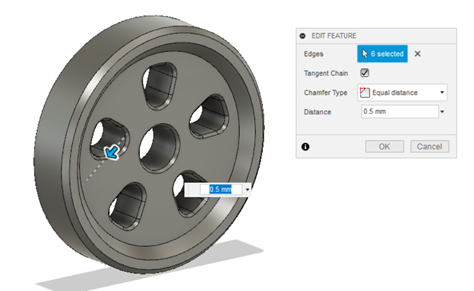 EDIT FEATURE
Edges 6 selected
Tangent Chain
Chamfer Type Equal distance
Distance 0.5 mm
OK Cancel
0.5 mm